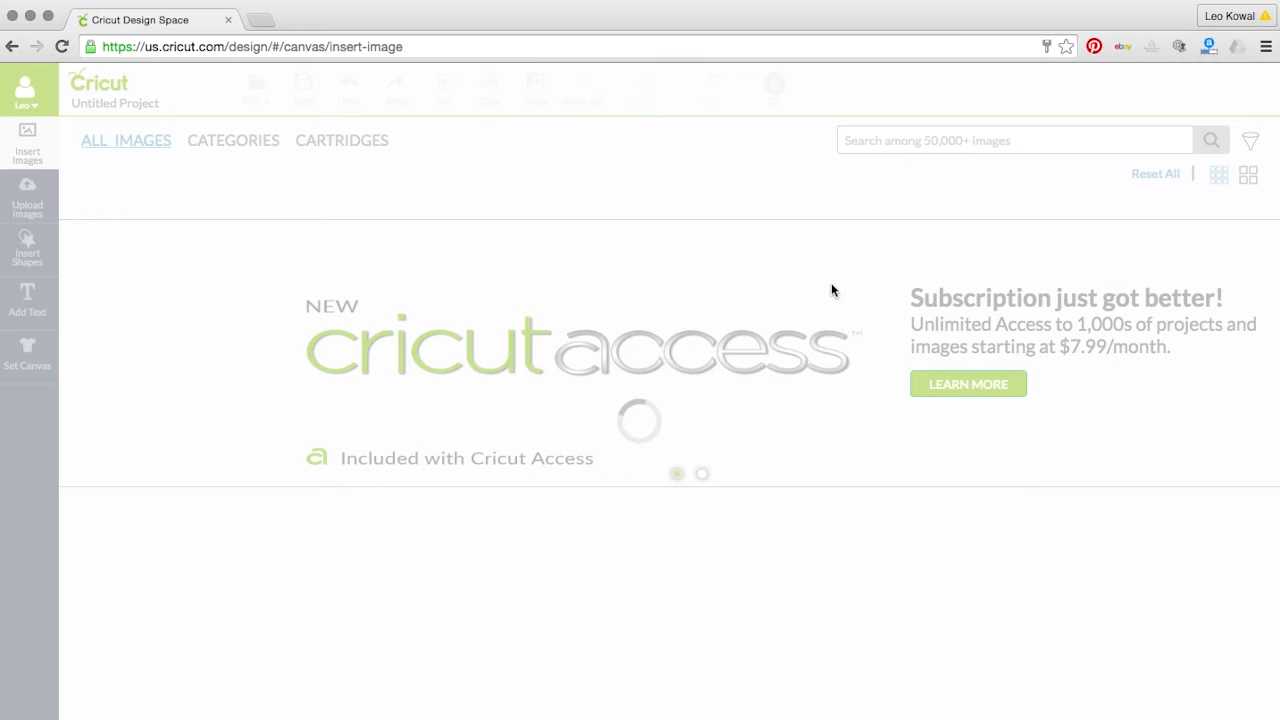 Cricut Design Space
Leo Kowal
https://us.cricut.com/design/#/canvas/insert-image
ebay
Leo
Cricut
Untitled Project
Insert
Images
Upload
Images
Insert
Shapes
Add Text
Set Canvas
ALL IMAGES CATEGORIES CARTRIDGES
Search among 50,000+ images
Reset All
NEW
cricut access™
a Included with Cricut Access
Subscription just got better!
Unlimited Access to 1,000s of projects and
images starting at $7.99/month.
LEARN MORE